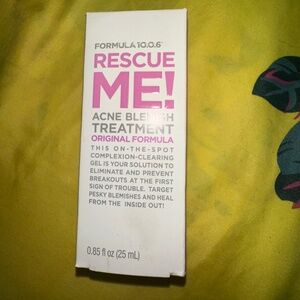 FORMULA 10.0.6
RESCUE
ME!
ACNE BLEMISH
TREATMENT
ORIGINAL FORMULA
THIS ON-THE-SPOT
COMPLEXION-CLEARING
GEL IS YOUR SOLUTION TO
ELIMINATE AND PREVENT
BREAKOUTS AT THE FIRST
SIGN OF TROUBLE. TARGET
PESKY BLEMISHES AND HEAL
FROM THE INSIDE OUT!
0.85 fl oz (25 mL)